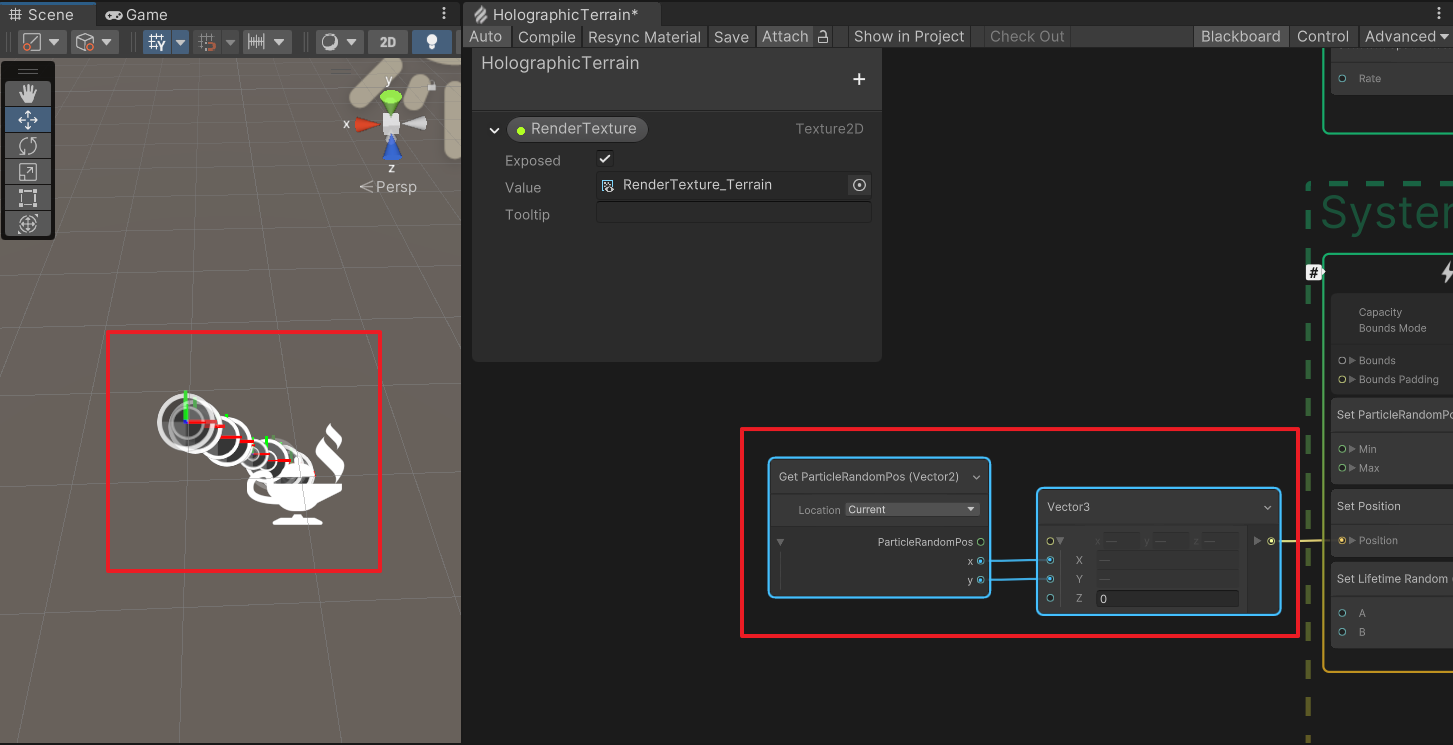 Scene
Game
HolographicTerrain*
2D
Auto
Compile
Resync Material
Save
Attach
Show in Project
Check Out
Blackboard
Control
Advanced
y
x
z
Persp
HolographicTerrain
+
RenderTexture
Texture2D
Exposed
Value
RenderTexture_Terrain
Tooltip
Rate
System
#
Capacity
Bounds Mode
Bounds
Bounds Padding
Set ParticleRandomPo
Min
Max
Set Position
Position
Set Lifetime Random (
A
B
Get ParticleRandomPos (Vector2)
Location
Current
ParticleRandomPos
x
y
Vector3
x
y
z
X
Y
Z
0